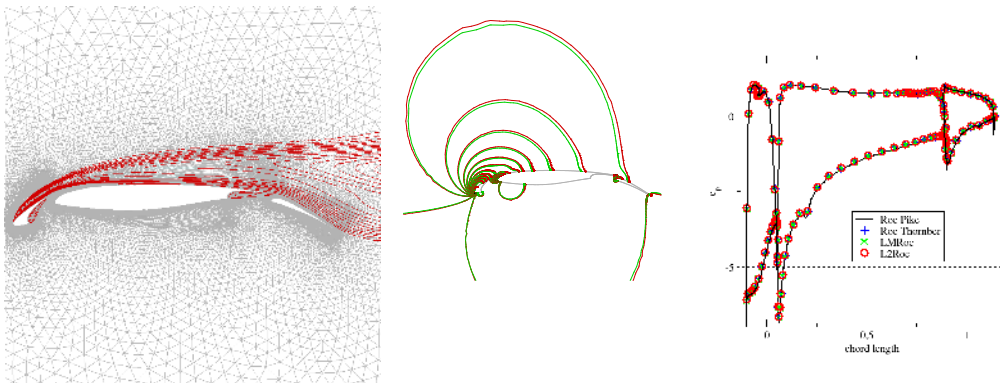 0
-5
c_p
Roe Pike
Roe Thornber
LMRoe
L2Roe
0 0,5 1
chord length